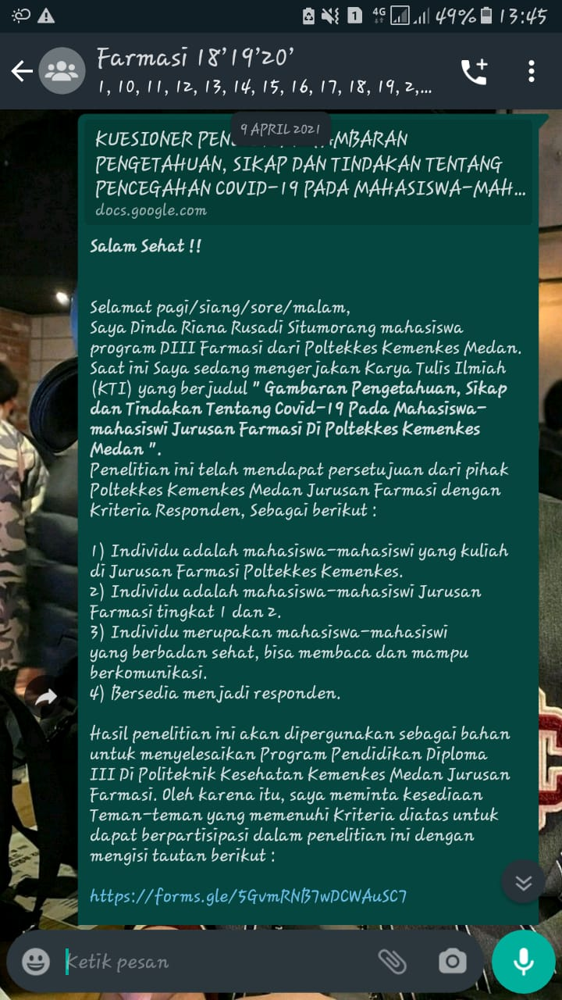 4G 49% 13:45
1
Farmasi 18'19'20'
1, 10, 11, 12, 13, 14, 15, 16, 17, 18, 19, 2,...
9 APRIL 2021
KUESIONER
PENGETAHUAN, SIKAP DAN TINDAKAN TENTANG
PENCEGAHAN COVID-19 PADA MAHASISWA-MAH...
docs.google.com
Salam Sehat !!
Selamat pagi/siang/sore/malam,
Saya Dinda Riana Rusadi Situmorang mahasiswa
program DIII Farmasi dari Poltekkes Kemenkes Medan.
Saat ini Saya sedang mengerjakan Karya Tulis Ilmiah
(KTI) yang berjudul " Gambaran Pengetahuan, Sikap
dan Tindakan Tentang Covid-19 Pada Mahasiswa-
mahasiswi Jurusan Farmasi Di Poltekkes Kemenkes
Medan ".
Penelitian ini telah mendapat persetujuan dari pihak
Poltekkes Kemenkes Medan Jurusan Farmasi dengan
Kriteria Responden, Sebagai berikut :
1) Individu adalah mahasiswa-mahasiswi yang kuliah
di Jurusan Farmasi Poltekkes Kemenkes.
2) Individu adalah mahasiswa-mahasiswi Jurusan
Farmasi tingkat 1 dan 2.
3) Individu merupakan mahasiswa-mahasiswi
yang berbadan sehat, bisa membaca dan mampu
berkomunikasi.
4) Bersedia menjadi responden.
Hasil penelitian ini akan dipergunakan sebagai bahan
untuk menyelesaikan Program Pendidikan Diploma
III Di Politeknik Kesehatan Kemenkes Medan Jurusan
Farmasi. Oleh karena itu, saya meminta kesediaan
Teman-teman yang memenuhi Kriteria diatas untuk
dapat berpartisipasi dalam penelitian ini dengan
mengisi tautan berikut :
https://forms.gle/5GvmRNB7wDCWAuSC7
Ketik pesan